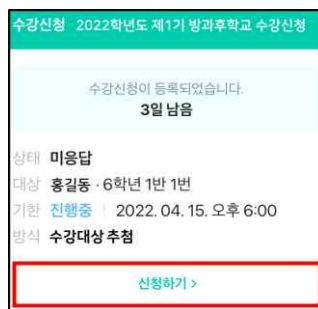 수강신청 2022학년도 제1기 방과후학교 수강신청
수강신청이 등록되었습니다.
3일 남음
상태 미응답
대상 홍길동 · 6학년 1반 1번
기한 진행중 | 2022. 04. 15. 오후 6:00
방식 수강대상 추첨
신청하기 >